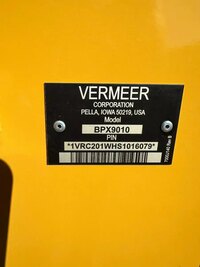 VERMEER
CORPORATION
PELLA, IOWA 50219, USA
Model
BPX9010
PIN
*1VRC201WHS1016079*